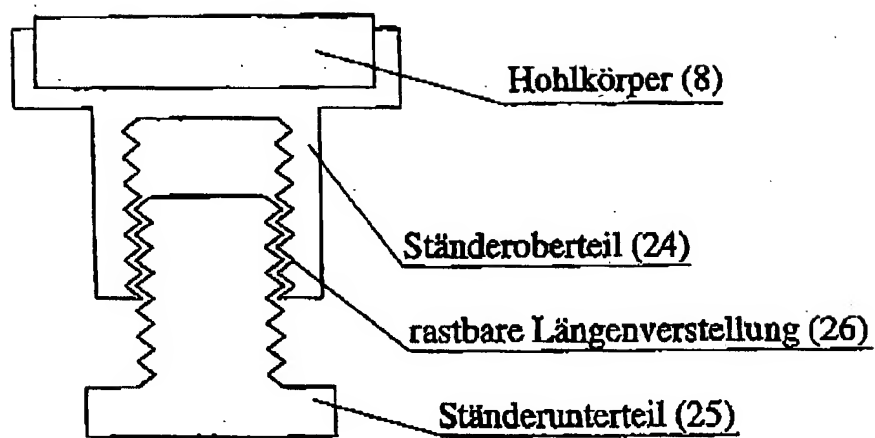 Hohlkörper (8)
Ständeroberteil (24)
rastbare Längenverstellung (26)
Ständerunterteil (25)